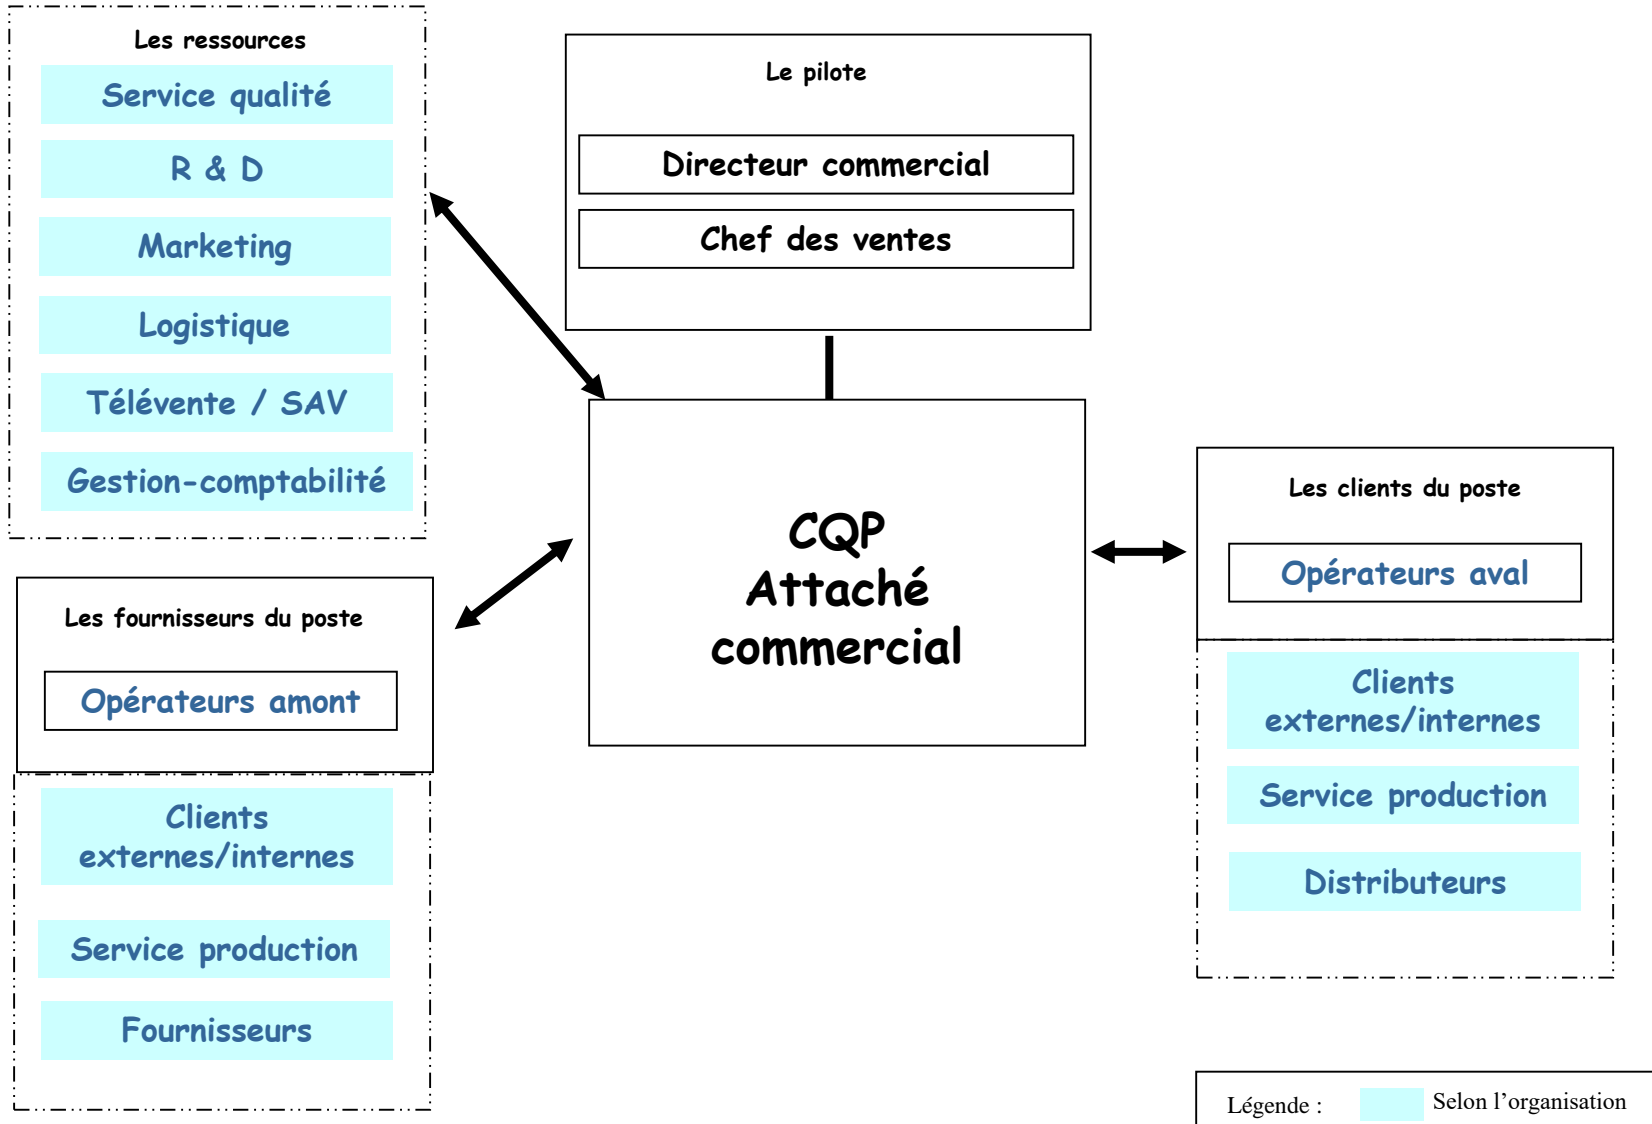 Les ressources
Service qualité
R & D
Marketing
Logistique
Télévente / SAV
Gestion-comptabilité
Le pilote
Directeur commercial
Chef des ventes
CQP
Attaché
commercial
Les fournisseurs du poste
Opérateurs amont
Clients
externes/internes
Service production
Fournisseurs
Les clients du poste
Opérateurs aval
Clients
externes/internes
Service production
Distributeurs
Légende : Selon l’organisation